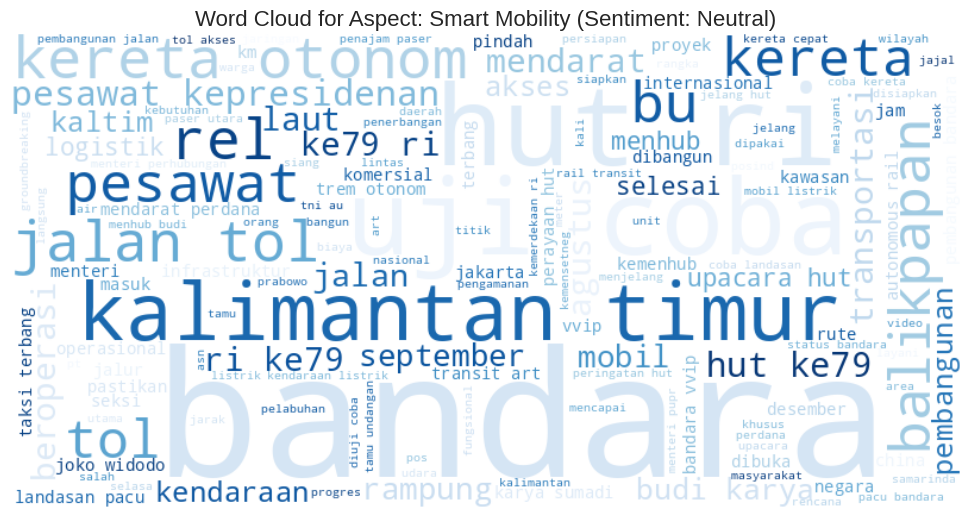 Word Cloud for Aspect: Smart Mobility (Sentiment: Neutral)
pembangunan jalan
tol akses
penajam paser
pindah
persiapan
kereta cepat
wilayah
kereta otonom
km
warga
mendarat
proyek
rangka
kereta
jajal
pesawat kepresidenan
akses
siapkan
internasional
coba kereta
disiapkan
kebutuhan
daerah
hut ri
bu
jelang hut
jam
kaltim
paser utara
penerbangan
laut
rel
ke79 ri
terbang
kali
menhub
jelang
melayani
besok
logistik
dibangun
dipakai
groundbreaking
menteri perhubungan
siang
lintas
rail transit
kawasan
transportasi
pesawat
komersial
trem otonom
perayaan hut
selesai
mobil listrik
autonomous rail
balikpapan
langsung
air
mendarat perdana
tni au
uji coba
agustus
menhub budi
orang
bangun
art
titik
kemerdekaan ri
meter
unit
jalan tol
biaya
nasional
kemensetneg
kemenhub
coba landasan
menteri
infrastruktur
jalan
jakarta
pengamanan
menjelang
upacara hut
masuk
prabowo
kalimantan timur
beroperasi
tamu
vvip
rute
video
taksi terbang
operasional
asn
ri ke79
september
mobil
hut ke79
status bandara
pembangunan
jalur
listrik kendaraan listrik
transit art
peringatan hut
pastikan
seksi
bandara
bandara vvip
area
utama
jarak
pelabuhan
diuji coba
tamu undangan
fungsional
mencapai
menteri pupr
desember
khusus
perdana
upacara
tol
joko widodo
pos
udara
dibuka
masyarakat
china
salah
selasa
samarinda
landasan pacu
kendaraan
progres
rampung
kalimantan
karya sumadi
budi karya
negara
rencana
pacu bandara